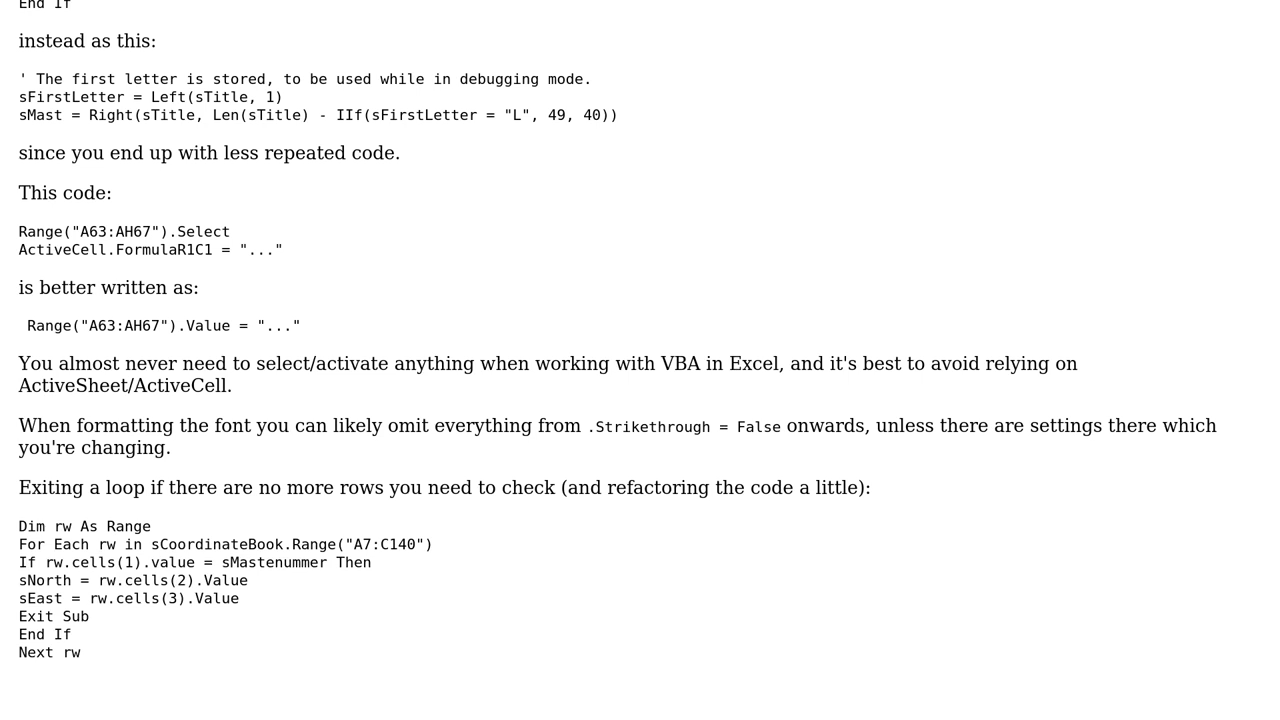 End If
instead as this:
' The first letter is stored, to be used while in debugging mode.
sFirstLetter = Left(sTitle, 1)
sMast = Right(sTitle, Len(sTitle) - IIf(sFirstLetter = "L", 49, 40))
since you end up with less repeated code.
This code:
Range("A63:AH67").Select
ActiveCell.FormulaR1C1 = "..."
is better written as:
Range("A63:AH67").Value = "..."
You almost never need to select/activate anything when working with VBA in Excel, and it's best to avoid relying on
ActiveSheet/ActiveCell.
When formatting the font you can likely omit everything from .Strikethrough = False onwards, unless there are settings there which
you're changing.
Exiting a loop if there are no more rows you need to check (and refactoring the code a little):
Dim rw As Range
For Each rw in sCoordinateBook.Range("A7:C140")
If rw.cells(1).value = sMastenummer Then
sNorth = rw.cells(2).Value
sEast = rw.cells(3).Value
Exit Sub
End If
Next rw